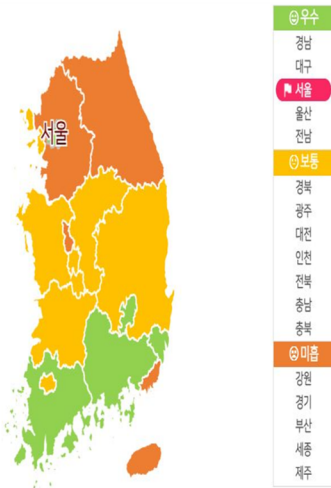 우수
경남
대구
서울
서울
울산
전남
보통
경북
광주
대전
인천
전북
충남
충북
미흡
강원
경기
부산
세종
제주